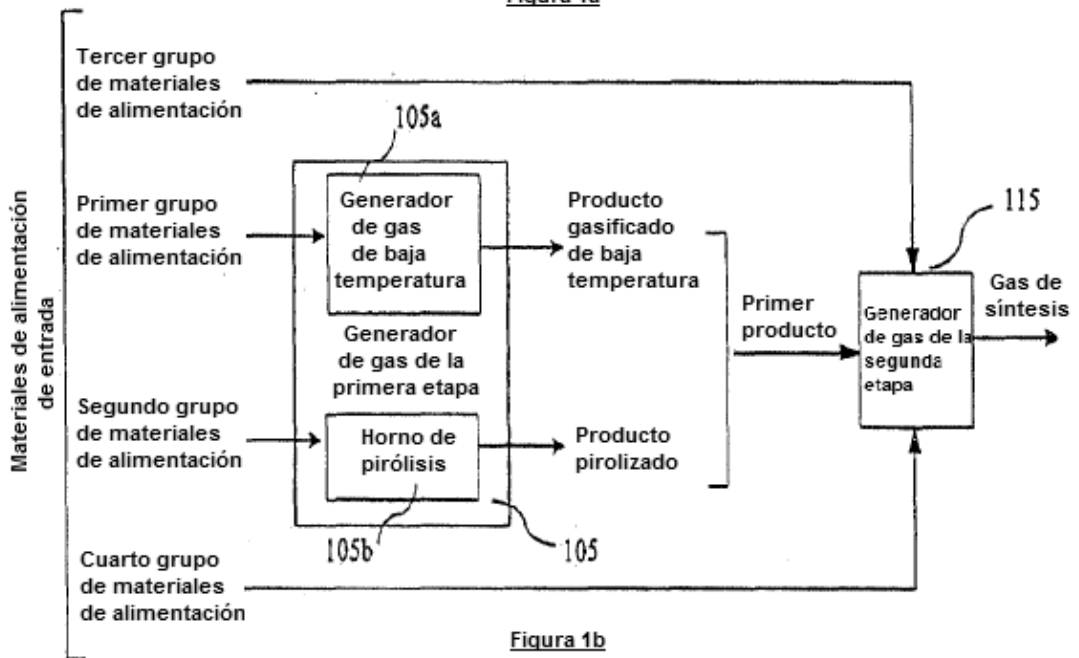 Figura 1a
Tercer grupo
de materiales
de alimentación
105a
Primer grupo
de materiales
de alimentación
Generador
de gas
de baja
temperatura
Producto
gasificado
de baja
temperatura
115
Gas de
síntesis
Generador
de gas de la
segunda
etapa
Primer
producto
Generador
de gas de la
primera etapa
Materiales de alimentación
de entrada
Segundo grupo
de materiales
de alimentación
Horno de
pirólisis
Producto
pirolizado
105b
105
Cuarto grupo
de materiales
de alimentación
Figura 1b